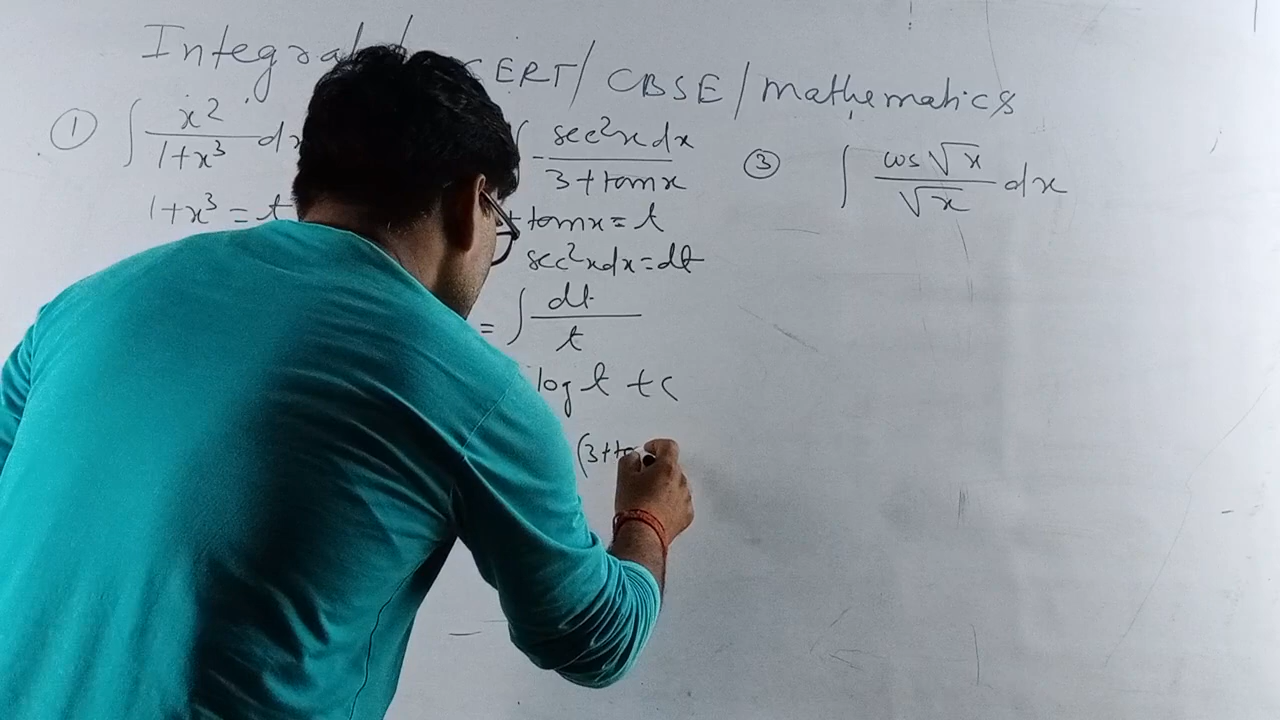 Integral / CERT / CBSE / Mathematics
① ∫ x2 / 1+x³ dx
1+x³ = t
∫ sec²x dx / 3+tanx
+ tanx = t
sec²x dx = dt
= ∫ dt / t
log t + c
(3+ta
③ ∫ cos √x / √x dx